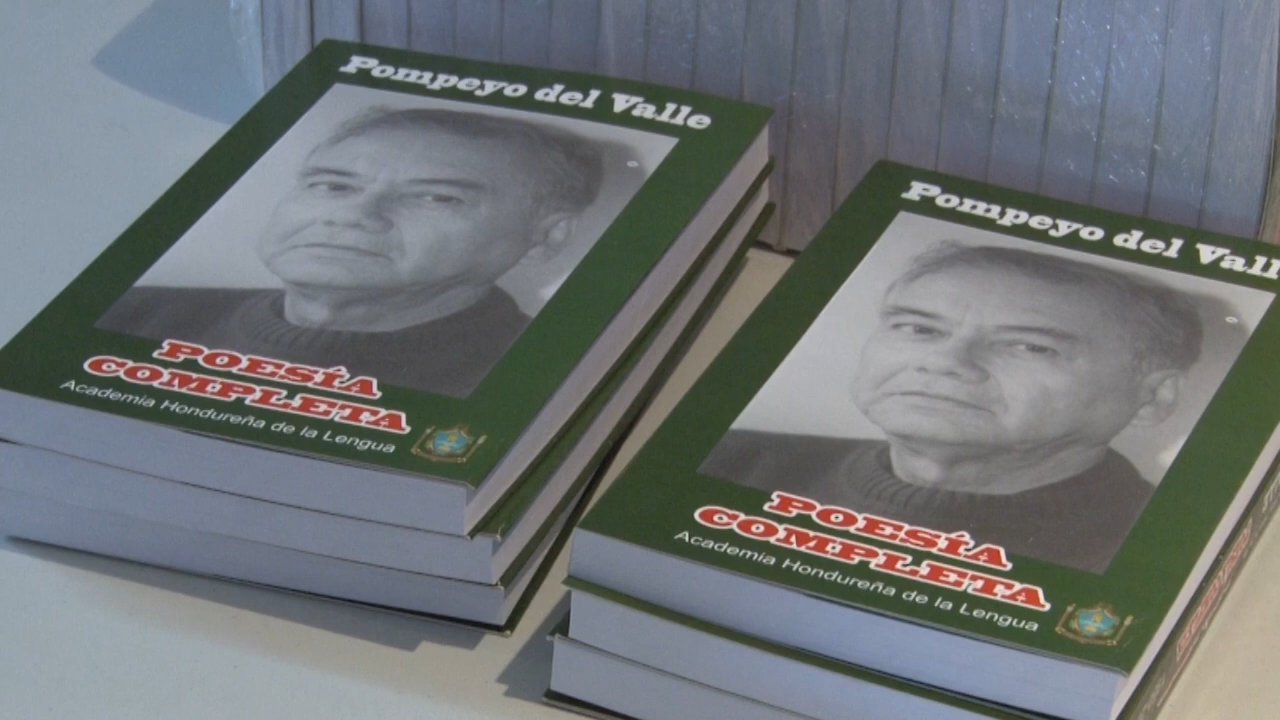 Pompeyo del Valle
POESÍA
COMPLETA
Academia Hondureña de la Lengua
Pompeyo del Vall
POESÍA
COMPLETA
Academia Hondureña de la Lengua